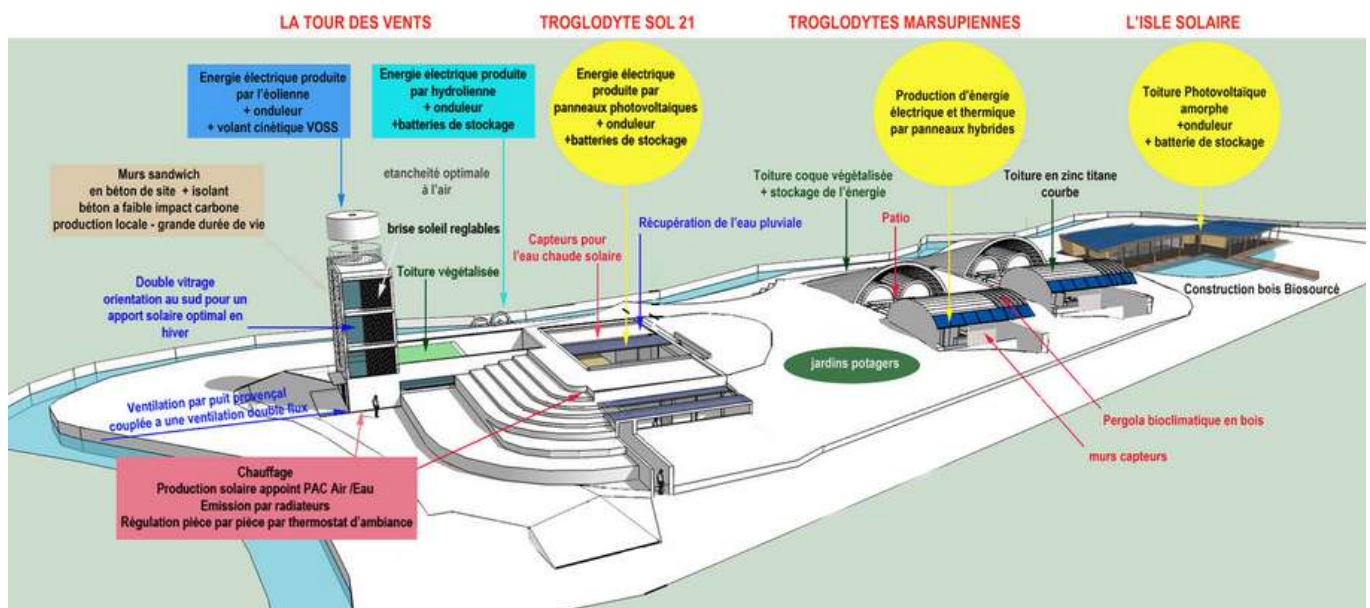 LA TOUR DES VENTS
TROGLODYTE SOL 21
TROGLODYTES MARSUPIENNES
L'ISLE SOLAIRE
Energie électrique produite
par l'éolienne
+ onduleur
+ volant cinétique VOSS
Energie électrique produite
par hydrolienne
+ onduleur
+batteries de stockage
Energie électrique
produite par
panneaux photovoltaiques
+ onduleur
+batteries de stockage
Production d'énergie
électrique et thermique
par panneaux hybrides
Toiture Photovoltaïque
amorphe
+onduleur
+ batterie de stockage
Murs sandwich
en béton de site + isolant
béton a faible impact carbone
production locale - grande durée de vie
etancheité optimale
à l'air
brise soleil reglables
Toiture végétalisée
Capteurs pour
l'eau chaude solaire
Récupération de l'eau pluviale
Toiture coque végétalisée
+ stockage de l'énergie
Patio
Toiture en zinc titane
courbe
Construction bois Biosourcé
Double vitrage
orientation au sud pour un
apport solaire optimal en
hiver
jardins potagers
Ventilation par puit provençal
couplée a une ventilation double flux
Pergola bioclimatique en bois
murs capteurs
Chauffage
Production solaire appoint PAC Air /Eau
Emission par radiateurs
Régulation pièce par pièce par thermostat d'ambiance